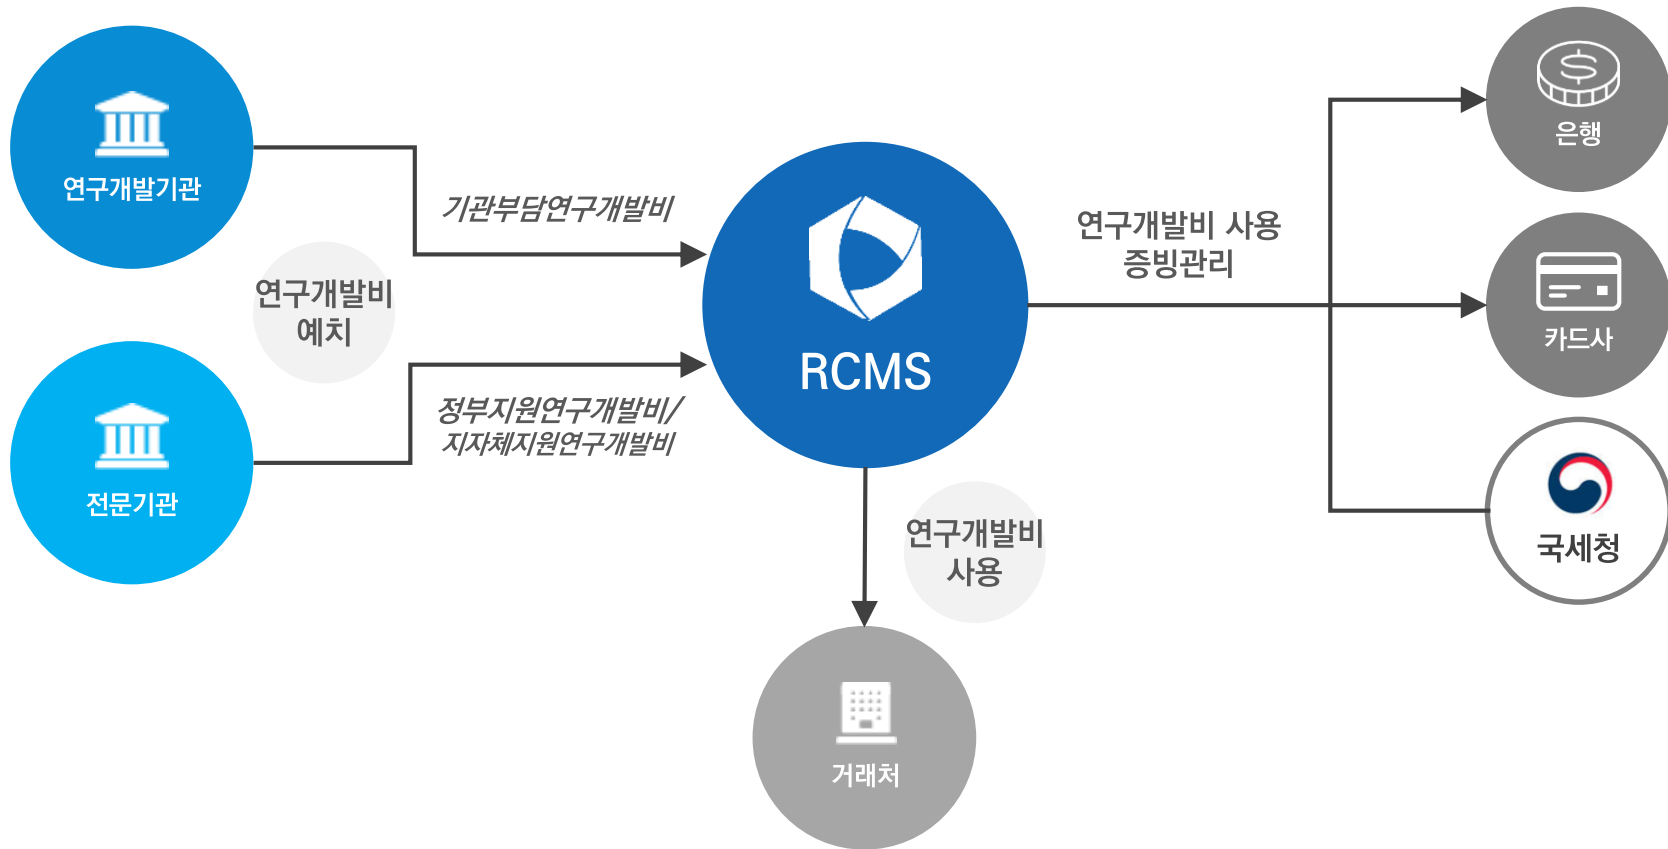 연구개발기관
기관부담연구개발비
연구개발비
예치
전문기관
정부지원연구개발비/
지자체지원연구개발비
RCMS
연구개발비 사용
증빙관리
은행
카드사
국세청
연구개발비
사용
거래처